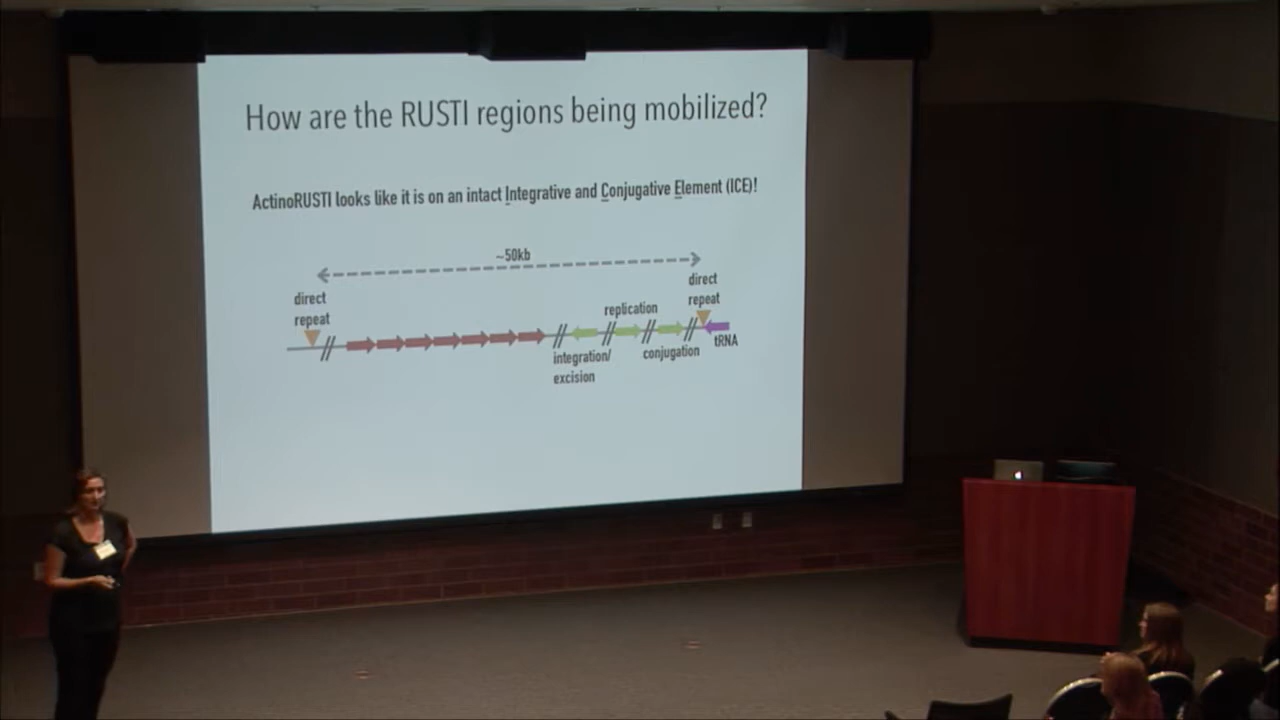 How are the RUSTI regions being mobilized?
ActinoRUSTI looks like it is on an intact Integrative and Conjugative Element (ICE)!
~50kb
direct
repeat
direct
repeat
replication
integration/
excision
conjugation
tRNA